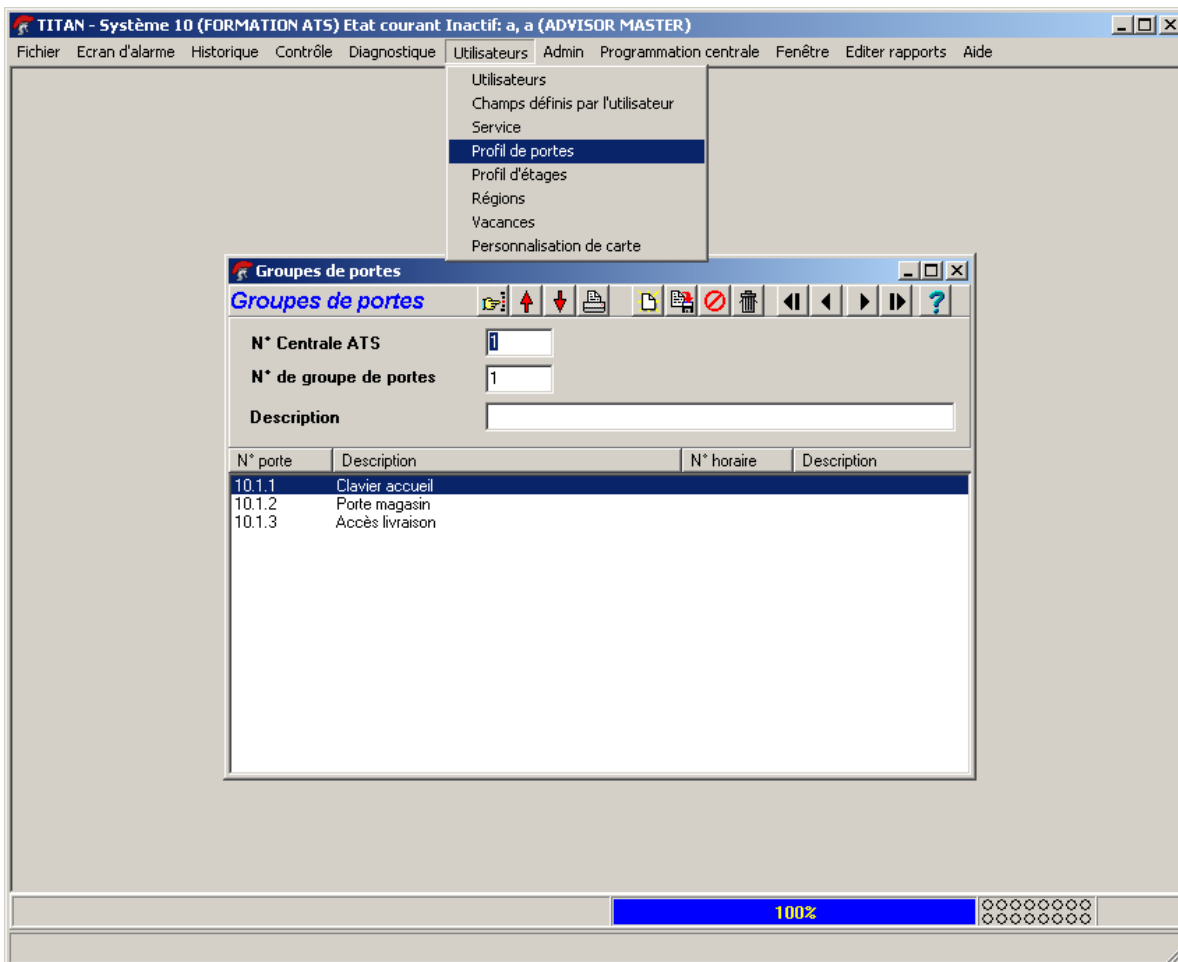 TITAN - Système 10 (FORMATION ATS) Etat courant Inactif: a, a (ADVISOR MASTER)
Fichier Ecran d'alarme Historique Contrôle Diagnostique Utilisateurs Admin Programmation centrale Fenêtre Editer rapports Aide
Utilisateurs
Champs définis par l'utilisateur
Service
Profil de portes
Profil d'étages
Régions
Vacances
Personnalisation de carte
Groupes de portes
Groupes de portes
N° Centrale ATS 1
N° de groupe de portes 1
Description
N° porte Description N° horaire Description
10.1.1 Clavier accueil
10.1.2 Porte magasin
10.1.3 Accès livraison
100%